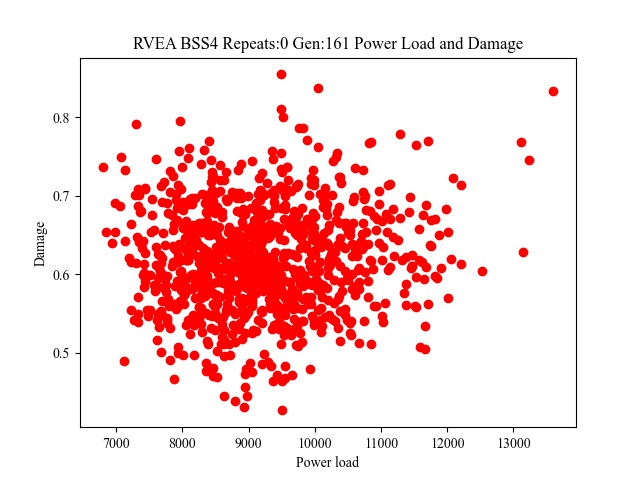 RVEA BSS4 Repeats:0 Gen:161 Power Load and Damage
0.8
0.7
0.6
0.5
Damage
7000 8000 9000 10000 11000 12000 13000
Power load